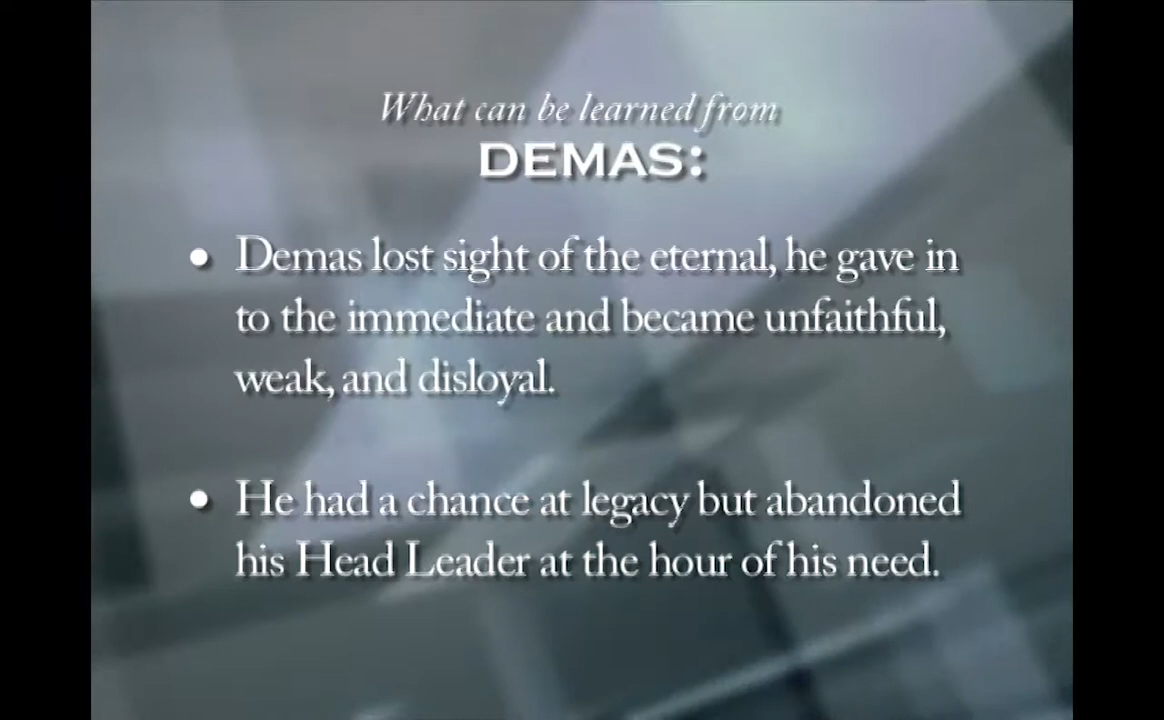 What can be learned from
DEMAS:
• Demas lost sight of the eternal, he gave in
to the immediate and became unfaithful,
weak, and disloyal.
• He had a chance at legacy but abandoned
his Head Leader at the hour of his need.